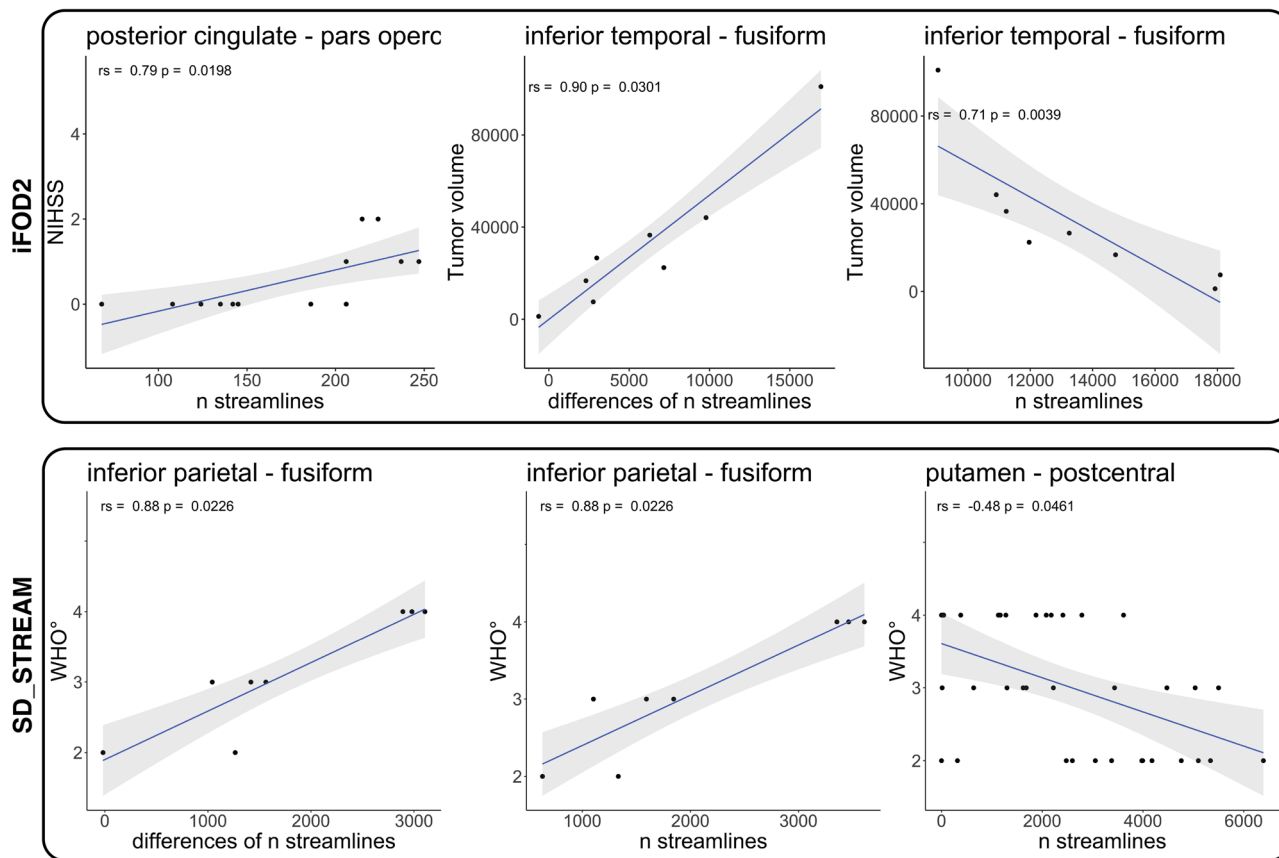 iFOD2
posterior cingulate - pars operc
rs = 0.79 p = 0.0198
NIHSS
4
2
0
100 150 200 250
n streamlines
inferior temporal - fusiform
rs = 0.90 p = 0.0301
Tumor volume
80000
40000
0
0 5000 10000 15000
differences of n streamlines
inferior temporal - fusiform
rs = 0.71 p = 0.0039
Tumor volume
80000
40000
0
10000 12000 14000 16000 18000
n streamlines
SD_STREAM
inferior parietal - fusiform
rs = 0.88 p = 0.0226
WHO°
4
3
2
0 1000 2000 3000
differences of n streamlines
inferior parietal - fusiform
rs = 0.88 p = 0.0226
WHO°
4
3
2
1000 2000 3000
n streamlines
putamen - postcentral
rs = -0.48 p = 0.0461
WHO°
4
3
2
0 2000 4000 6000
n streamlines